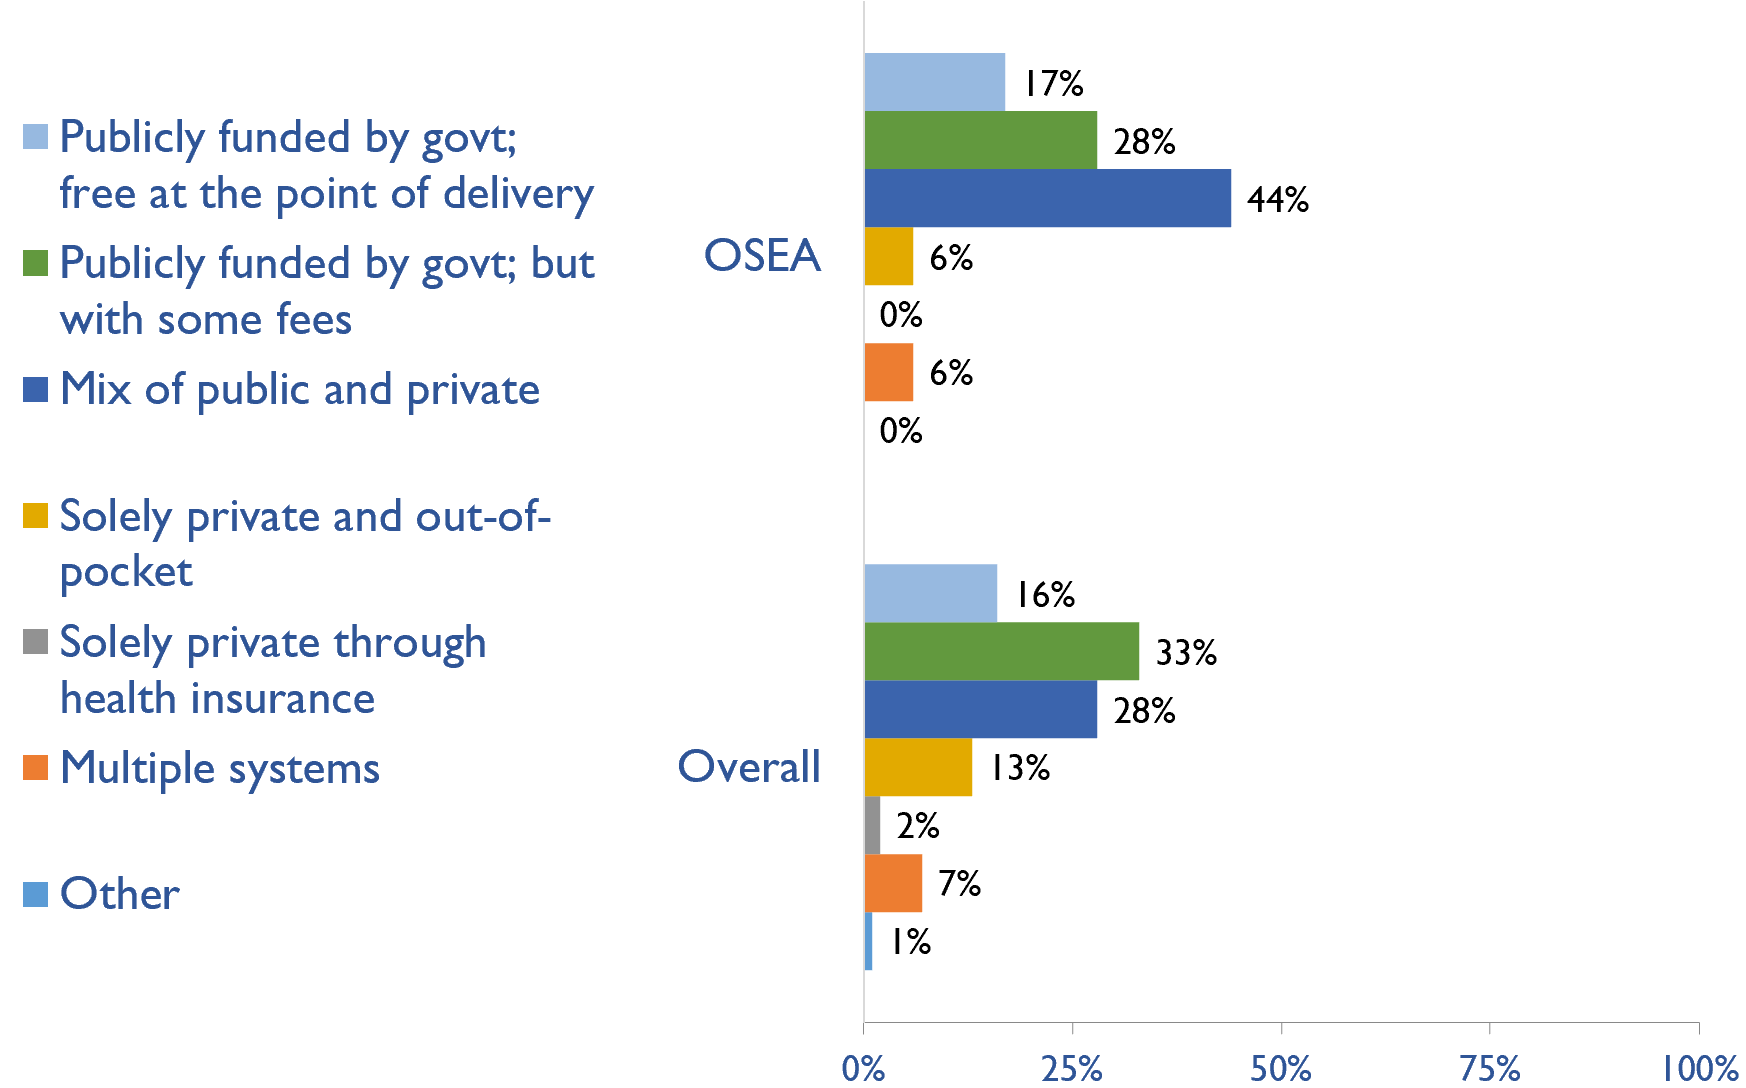 Publicly funded by govt;
free at the point of delivery
Publicly funded by govt; but
with some fees
Mix of public and private
Solely private and out-of-
pocket
Solely private through
health insurance
Multiple systems
Other
OSEA
17%
28%
44%
6%
0%
6%
0%
Overall
16%
33%
28%
13%
2%
7%
1%
0% 25% 50% 75% 100%